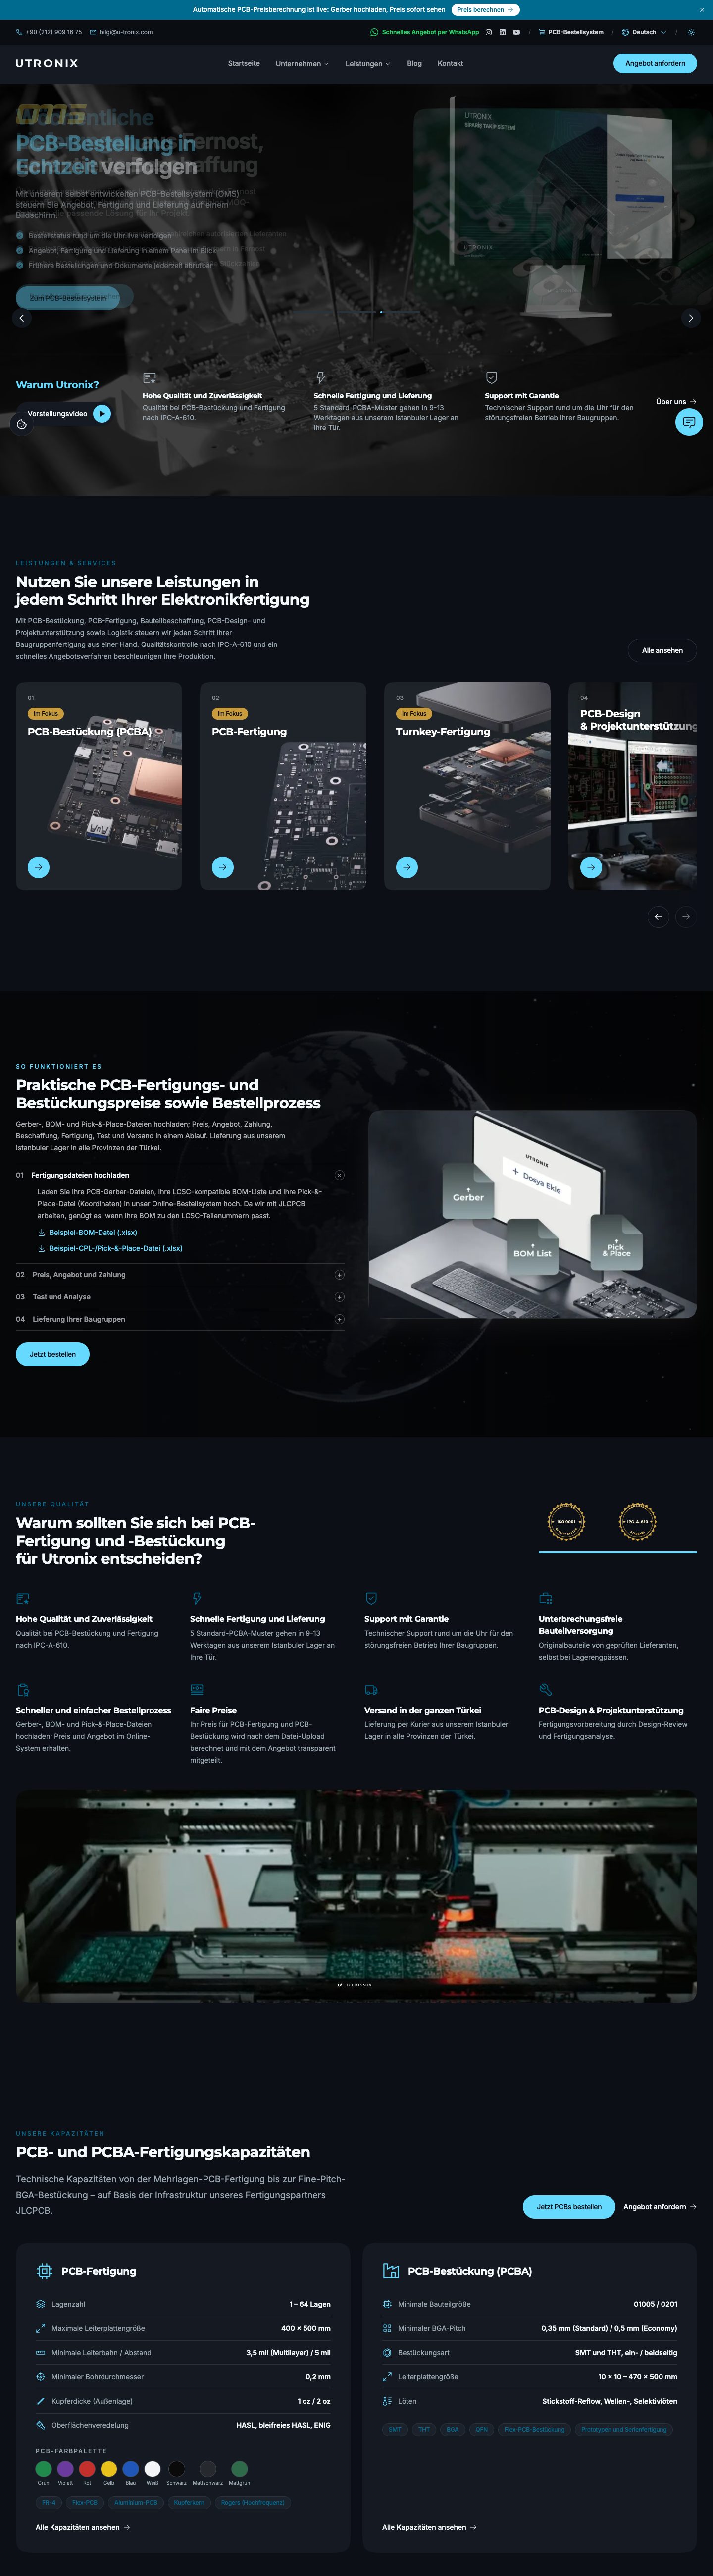 Automatische PCB-Preisberechnung ist live: Gerber hochladen, Preis sofort sehen
Preis berechnen
+90 (212) 909 16 75
bilgi@u-tronix.com
Schnelles Angebot per WhatsApp
/
PCB-Bestellsystem
/
Deutsch
/
UTRONIX
Startseite
Unternehmen
Leistungen
Blog
Kontakt
Angebot anfordern
PCB-Bestellung in
Echtzeit verfolgen
Mit unserem selbst entwickelten PCB-Bestellsystem (OMS)
steuern Sie Angebot, Fertigung und Lieferung auf einem
Bildschirm.
Bestellstatus rund um die Uhr live verfolgen
Angebot, Fertigung und Lieferung in einem Panel im Blick
Frühere Bestellungen und Dokumente jederzeit abrufbar
Zum PCB-Bestellsystem
UTRONIX
UTRONIX
Warum Utronix?
Vorstellungsvideo
Hohe Qualität und Zuverlässigkeit
Qualität bei PCB-Bestückung und Fertigung
nach IPC-A-610.
Schnelle Fertigung und Lieferung
5 Standard-PCBA-Muster gehen in 9-13
Werktagen aus unserem Istanbuler Lager an
Ihre Tür.
Support mit Garantie
Technischer Support rund um die Uhr für den
störungsfreien Betrieb Ihrer Baugruppen.
Über uns
LEISTUNGEN & SERVICES
Nutzen Sie unsere Leistungen in
jedem Schritt Ihrer Elektronikfertigung
Mit PCB-Bestückung, PCB-Fertigung, Bauteilbeschaffung, PCB-Design- und
Projektunterstützung sowie Logistik steuern wir jeden Schritt Ihrer
Baugruppenfertigung aus einer Hand. Qualitätskontrolle nach IPC-A-610 und ein
schnelles Angebotsverfahren beschleunigen Ihre Produktion.
Alle ansehen
01
Im Fokus
PCB-Bestückung (PCBA)
02
Im Fokus
PCB-Fertigung
03
Im Fokus
Turnkey-Fertigung
04
PCB-Design
& Projektunterstützung
SO FUNKTIONIERT ES
Praktische PCB-Fertigungs- und
Bestückungspreise sowie Bestellprozess
Gerber-, BOM- und Pick-&-Place-Dateien hochladen; Preis, Angebot, Zahlung,
Beschaffung, Fertigung, Test und Versand in einem Ablauf. Lieferung aus unserem
Istanbuler Lager in alle Provinzen der Türkei.
01 Fertigungsdateien hochladen
Laden Sie Ihre PCB-Gerber-Dateien, Ihre LCSC-kompatible BOM-Liste und Ihre Pick-&-
Place-Datei (Koordinaten) in unser Online-Bestellsystem hoch. Da wir mit JLCPCB
arbeiten, genügt es, wenn Ihre BOM zu den LCSC-Teilenummern passt.
Beispiel-BOM-Datei (.xlsx)
Beispiel-CPL-/Pick-&-Place-Datei (.xlsx)
02 Preis, Angebot und Zahlung
03 Test und Analyse
04 Lieferung Ihrer Baugruppen
Jetzt bestellen
UTRONIX
+ Dosya Ekle
Gerber
BOM List
Pick
& Place
UNSERE QUALITÄT
Warum sollten Sie sich bei PCB-
Fertigung und -Bestückung
für Utronix entscheiden?
ISO 9001
IPC-A-610
Hohe Qualität und Zuverlässigkeit
Qualität bei PCB-Bestückung und Fertigung
nach IPC-A-610.
Schnelle Fertigung und Lieferung
5 Standard-PCBA-Muster gehen in 9-13
Werktagen aus unserem Istanbuler Lager an
Ihre Tür.
Support mit Garantie
Technischer Support rund um die Uhr für den
störungsfreien Betrieb Ihrer Baugruppen.
Unterbrechungsfreie
Bauteilversorgung
Originalbauteile von geprüften Lieferanten,
selbst bei Lagerengpässen.
Schneller und einfacher Bestellprozess
Gerber-, BOM- und Pick-&-Place-Dateien
hochladen; Preis und Angebot im Online-
System erhalten.
Faire Preise
Ihr Preis für PCB-Fertigung und PCB-
Bestückung wird nach dem Datei-Upload
berechnet und mit dem Angebot transparent
mitgeteilt.
Versand in der ganzen Türkei
Lieferung per Kurier aus unserem Istanbuler
Lager in alle Provinzen der Türkei.
PCB-Design & Projektunterstützung
Fertigungsvorbereitung durch Design-Review
und Fertigungsanalyse.
UTRONIX
UNSERE KAPAZITÄTEN
PCB- und PCBA-Fertigungskapazitäten
Technische Kapazitäten von der Mehrlagen-PCB-Fertigung bis zur Fine-Pitch-
BGA-Bestückung – auf Basis der Infrastruktur unseres Fertigungspartners
JLCPCB.
Jetzt PCBs bestellen
Angebot anfordern
PCB-Fertigung
Lagenzahl 1 – 64 Lagen
Maximale Leiterplattengröße 400 × 500 mm
Minimale Leiterbahn / Abstand 3,5 mil (Multilayer) / 5 mil
Minimaler Bohrdurchmesser 0,2 mm
Kupferdicke (Außenlage) 1 oz / 2 oz
Oberflächenveredelung HASL, bleifreies HASL, ENIG
PCB-FARBPALETTE
Grün Violett Rot Gelb Blau Weiß Schwarz Mattschwarz Mattgrün
FR-4 Flex-PCB Aluminium-PCB Kupferkern Rogers (Hochfrequenz)
Alle Kapazitäten ansehen
PCB-Bestückung (PCBA)
Minimale Bauteilgröße 01005 / 0201
Minimaler BGA-Pitch 0,35 mm (Standard) / 0,5 mm (Economy)
Bestückungsart SMT und THT, ein- / beidseitig
Leiterplattengröße 10 × 10 – 470 × 500 mm
Löten Stickstoff-Reflow, Wellen-, Selektivlöten
SMT THT BGA QFN Flex-PCB-Bestückung Prototypen und Serienfertigung
Alle Kapazitäten ansehen